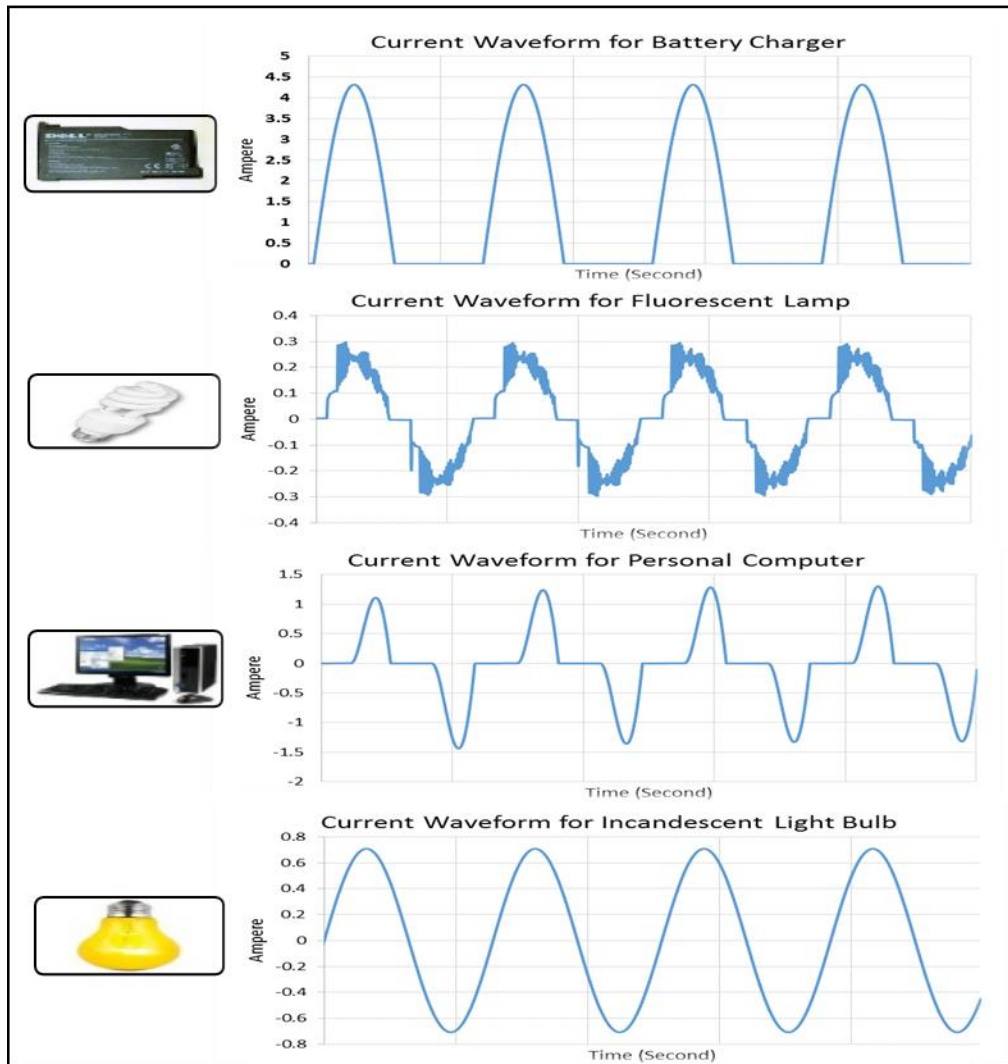 Current Waveform for Battery Charger
5
4.5
4
3.5
3
2.5
2
1.5
1
0.5
0
Ampere
Time (Second)
DELL
Current Waveform for Fluorescent Lamp
0.4
0.3
0.2
0.1
0
-0.1
-0.2
-0.3
-0.4
Ampere
Time (Second)
Current Waveform for Personal Computer
1.5
1
0.5
0
-0.5
-1
-1.5
-2
Ampere
Time (Second)
Current Waveform for Incandescent Light Bulb
0.8
0.6
0.4
0.2
0
-0.2
-0.4
-0.6
-0.8
Ampere
Time (Second)